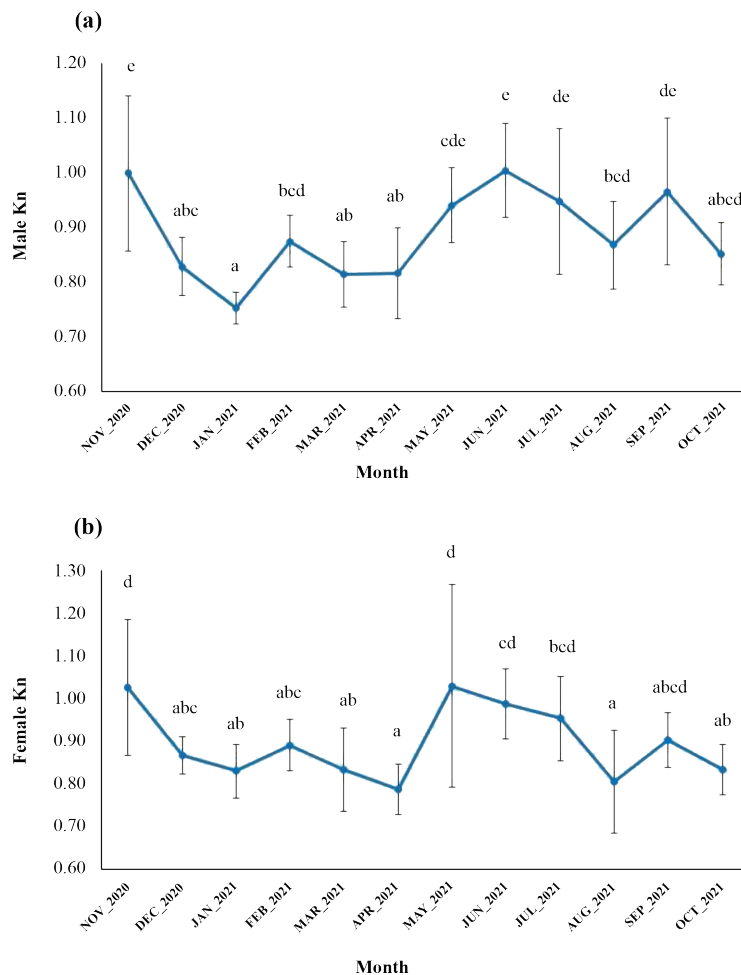 (a)
Male Kn
1.20
1.10
1.00
0.90
0.80
0.70
0.60
e
abc
a
bcd
ab
ab
cde
e
de
bcd
de
abcd
NOV_2020
DEC_2020
JAN_2021
FEB_2021
MAR_2021
APR_2021
MAY_2021
JUN_2021
JUL_2021
AUG_2021
SEP_2021
OCT_2021
Month
(b)
Female Kn
1.30
1.20
1.10
1.00
0.90
0.80
0.70
0.60
d
abc
ab
abc
ab
a
d
cd
bcd
a
abcd
ab
NOV_2020
DEC_2020
JAN_2021
FEB_2021
MAR_2021
APR_2021
MAY_2021
JUN_2021
JUL_2021
AUG_2021
SEP_2021
OCT_2021
Month